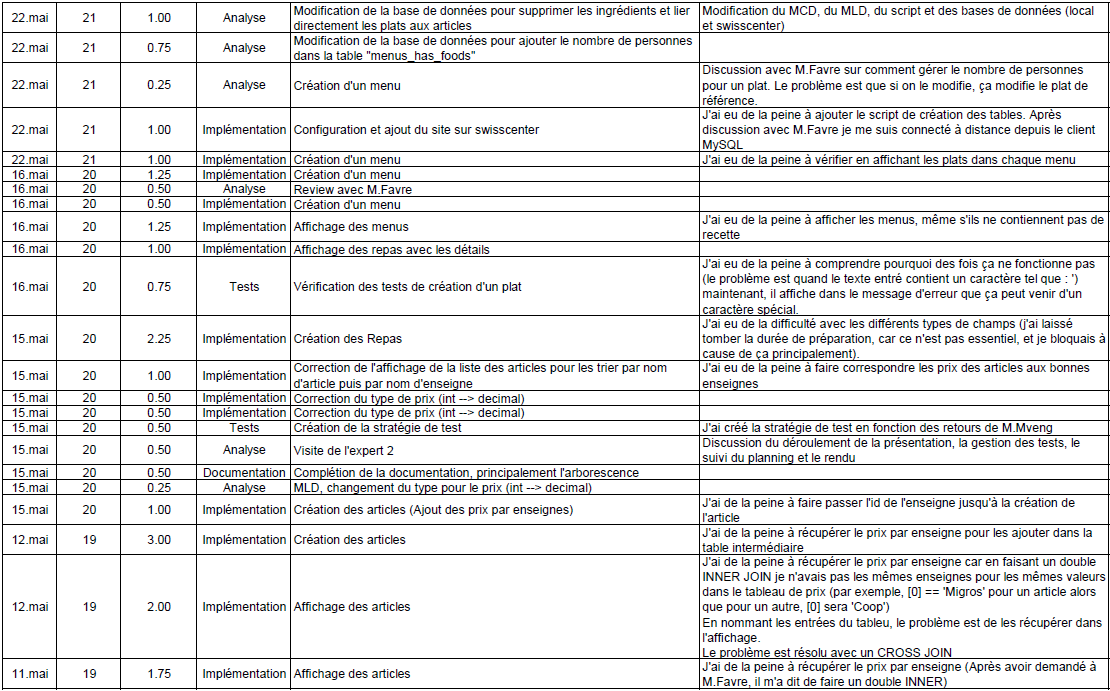 22.mai 21 1.00 Analyse Modification de la base de données pour supprimer les ingrédients et lier
directement les plats aux articles
Modification du MCD, du MLD, du script et des bases de données (local
et swisscenter)
22.mai 21 0.75 Analyse Modification de la base de données pour ajouter le nombre de personnes
dans la table "menus_has_foods"
22.mai 21 0.25 Analyse Création d'un menu
Discussion avec M.Favre sur comment gérer le nombre de personnes
pour un plat. Le problème est que si on le modifie, ça modifie le plat de
référence.
22.mai 21 1.00 Implémentation Configuration et ajout du site sur swisscenter
J'ai eu de la peine à ajouter le script de création des tables. Après
discussion avec M.Favre je me suis connecté à distance depuis le client
MySQL
22.mai 21 1.00 Implémentation Création d'un menu J'ai eu de la peine à vérifier en affichant les plats dans chaque menu
16.mai 20 1.25 Implémentation Création d'un menu
16.mai 20 0.50 Analyse Review avec M.Favre
16.mai 20 0.50 Implémentation Création d'un menu
16.mai 20 1.25 Implémentation Affichage des menus
J'ai eu de la peine à afficher les menus, même s'ils ne contiennent pas de
recette
16.mai 20 1.00 Implémentation Affichage des repas avec les détails
16.mai 20 0.75 Tests Vérification des tests de création d'un plat
J'ai eu de la peine à comprendre pourquoi des fois ça ne fonctionne pas
(le problème est quand le texte entré contient un caractère tel que : ')
maintenant, il affiche dans le message d'erreur que ça peut venir d'un
caractère spécial.
15.mai 20 2.25 Implémentation Création des Repas
J'ai eu de la difficulté avec les différents types de champs (j'ai laissé
tomber la durée de préparation, car ce n'est pas essentiel, et je bloquais à
cause de ça principalement).
15.mai 20 1.00 Implémentation Correction de l'affichage de la liste des articles pour les trier par nom
d'article puis par nom d'enseigne
J'ai eu de la peine à faire correspondre les prix des articles aux bonnes
enseignes
15.mai 20 0.50 Implémentation Correction du type de prix (int --> decimal)
15.mai 20 0.50 Implémentation Correction du type de prix (int --> decimal)
15.mai 20 0.50 Tests Création de la stratégie de test J'ai créé la stratégie de test en fonction des retours de M.Mveng
15.mai 20 0.50 Analyse Visite de l'expert 2
Discussion du déroulement de la présentation, la gestion des tests, le
suivi du planning et le rendu
15.mai 20 0.50 Documentation Complétion de la documentation, principalement l'arborescence
15.mai 20 0.25 Analyse MLD, changement du type pour le prix (int --> decimal)
15.mai 20 1.00 Implémentation Création des articles (Ajout des prix par enseignes)
J'ai de la peine à faire passer l'id de l'enseigne jusqu'à la création de
l'article
12.mai 19 3.00 Implémentation Création des articles
J'ai de la peine à récupérer le prix par enseigne pour les ajouter dans la
table intermédiaire
12.mai 19 2.00 Implémentation Affichage des articles
J'ai de la peine à récupérer le prix par enseigne car en faisant un double
INNER JOIN je n'avais pas les mêmes enseignes pour les mêmes valeurs
dans le tableau de prix (par exemple, [0] == 'Migros' pour un article alors
que pour un autre, [0] sera 'Coop')
En nommant les entrées du tableu, le problème est de les récupérer dans
l'affichage.
Le problème est résolu avec un CROSS JOIN
11.mai 19 1.75 Implémentation Affichage des articles
J'ai de la peine à récupérer le prix par enseigne (Après avoir demandé à
M.Favre, il m'a dit de faire un double INNER)